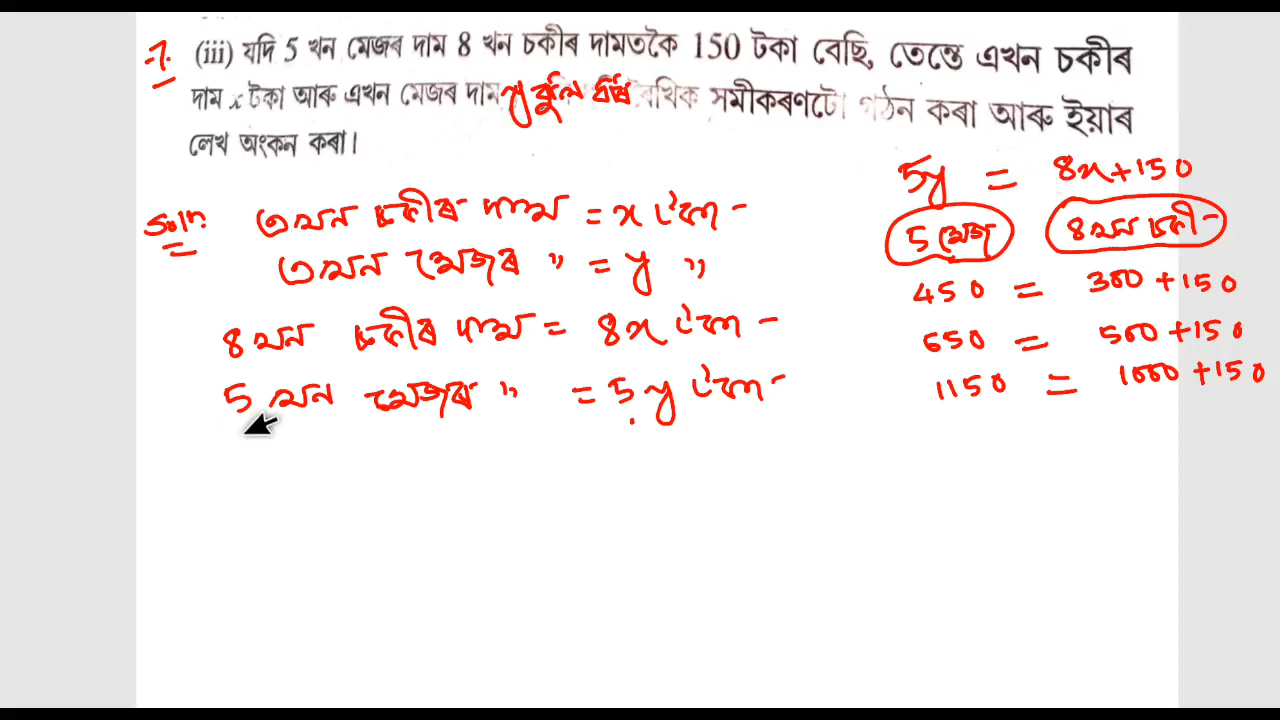 7. (iii) যদি 5 খন মেজৰ দাম 8 খন চকীৰ দামতকৈ 150 টকা বেছি, তেন্তে এখন চকীৰ
দাম x টকা আৰু এখন মেজৰ দাম y বুলি ধৰি ৰৈখিক সমীকৰণটো গঠন কৰা আৰু ইয়াৰ
লেখ অংকন কৰা।
5y = 8x+150
Soln এখন চকীৰ দাম = x টকা
5 মেজ 8 খন চকী
এখন মেজৰ " = y "
450 = 300 + 150
8 খন চকীৰ দাম = 8x টকা
650 = 500 + 150
5 খন মেজৰ " = 5y টকা
1150 = 1000 + 150